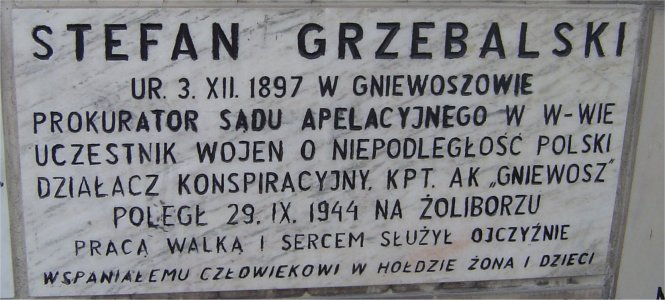 STEFAN GRZEBALSKI
UR. 3. XII. 1897 W GNIEWOSZOWIE
PROKURATOR SĄDU APELACYJNEGO W W-WIE
UCZESTNIK WOJEN O NIEPODLEGŁOŚĆ POLSKI
DZIAŁACZ KONSPIRACYJNY, KPT. AK „GNIEWOSZ”
POLEGŁ 29. IX. 1944 NA ŻOLIBORZU
PRACĄ WALKĄ I SERCEM SŁUŻYŁ OJCZYŹNIE
WSPANIAŁEMU CZŁOWIEKOWI W HOŁDZIE ŻONA I DZIECI